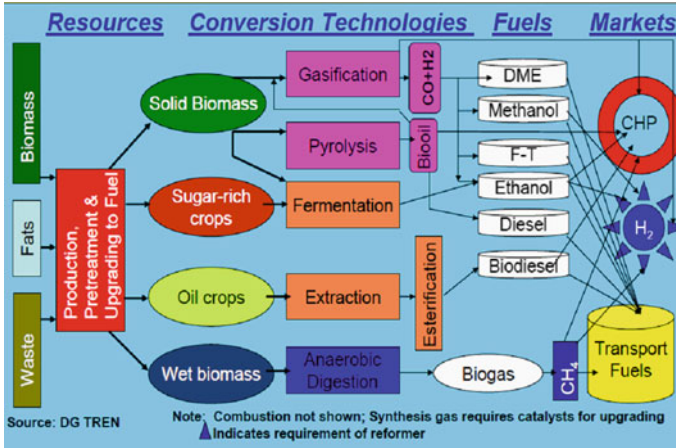 Resources
Conversion Technologies
Fuels
Markets
Biomass
Fats
Waste
Production,
Pretreatment &
Upgrading to Fuel
Solid Biomass
Sugar-rich
crops
Oil crops
Wet biomass
Gasification
Pyrolysis
Fermentation
Extraction
Anaerobic
Digestion
CO+H2
Biooil
Esterification
Biogas
CH4
DME
Methanol
F-T
Ethanol
Diesel
Biodiesel
CHP
H2
Transport
Fuels
Source: DG TREN
Note; Combustion not shown; Synthesis gas requires catalysts for upgrading
Indicates requirement of reformer